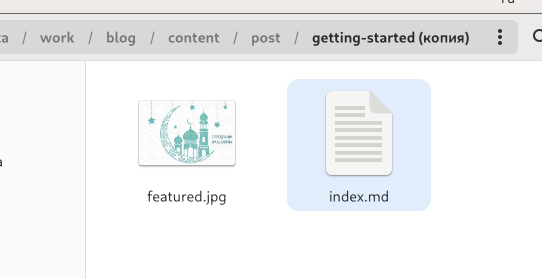 / work / blog / content / post / getting-started (копия)
featured.jpg
index.md